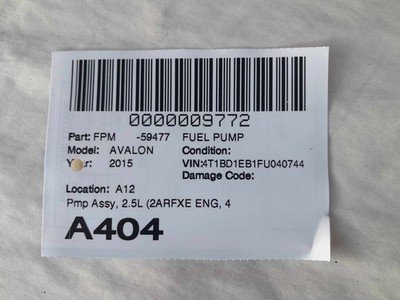 0000009772
Part: FPM -59477 FUEL PUMP
Model: AVALON Condition:
Year: 2015 VIN:4T1BD1EB1FU040744
Damage Code:
Location: A12
Pmp Assy, 2.5L (2ARFXE ENG, 4
A404